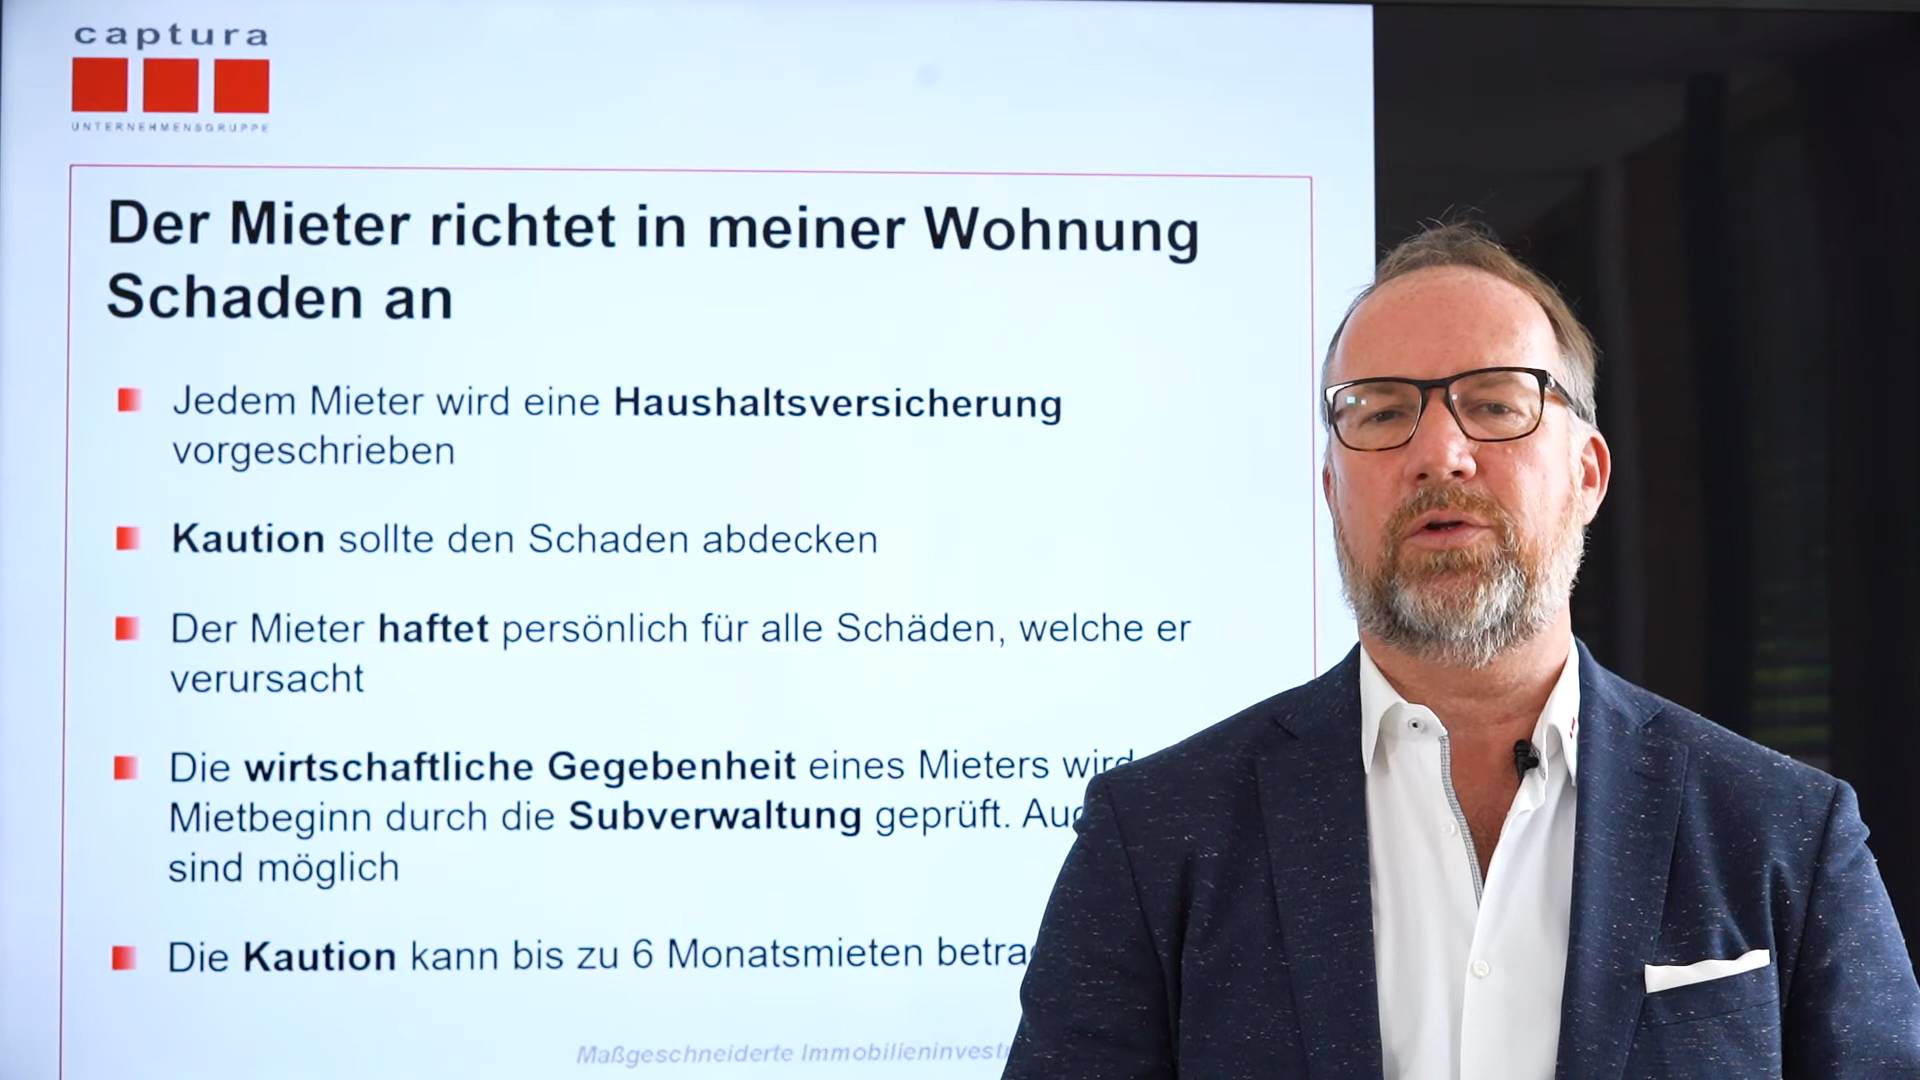 captura
UNTERNEHMENSGRUPPE
Der Mieter richtet in meiner Wohnung
Schaden an
Jedem Mieter wird eine Haushaltsversicherung
vorgeschrieben
Kaution sollte den Schaden abdecken
Der Mieter haftet persönlich für alle Schäden, welche er
verursacht
Die wirtschaftliche Gegebenheit eines Mieters wird
Mietbeginn durch die Subverwaltung geprüft.
sind möglich
Die Kaution kann bis zu 6 Monatsmieten
Maßgeschneiderte